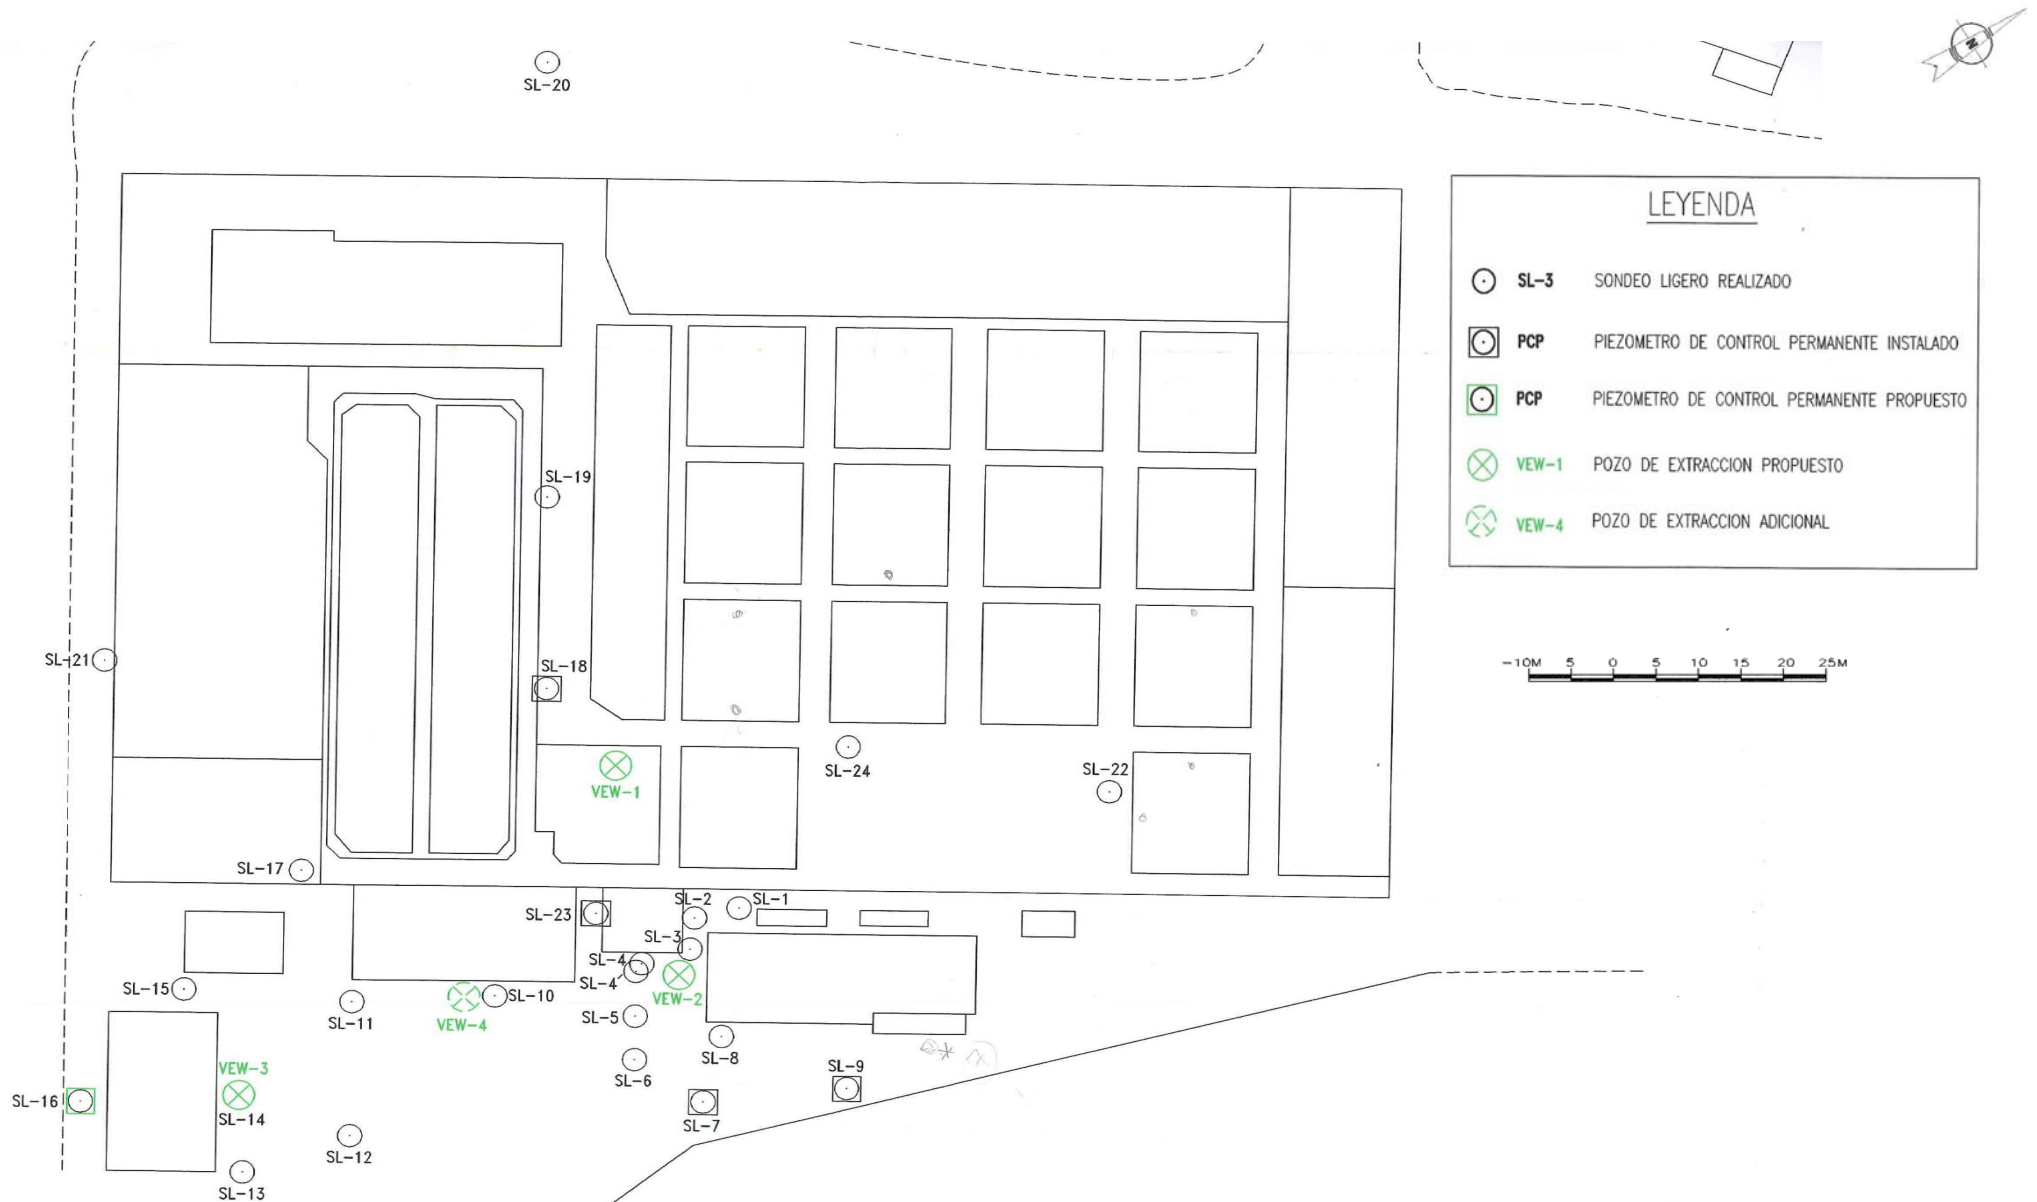 N
SL-20
LEYENDA
SL-3 SONDEO LIGERO REALIZADO
PCP PIEZOMETRO DE CONTROL PERMANENTE INSTALADO
PCP PIEZOMETRO DE CONTROL PERMANENTE PROPUESTO
VEW-1 POZO DE EXTRACCION PROPUESTO
VEW-4 POZO DE EXTRACCION ADICIONAL
-10M 5 0 5 10 15 20 25M
SL-19
SL-21
SL-18
VEW-1
SL-24
SL-22
SL-17
SL-23
SL-2
SL-1
SL-3
SL-4
SL-4'
VEW-2
SL-15
SL-11
VEW-4
SL-10
SL-5
SL-8
SL-6
SL-9
VEW-3
SL-16
SL-14
SL-7
SL-12
SL-13